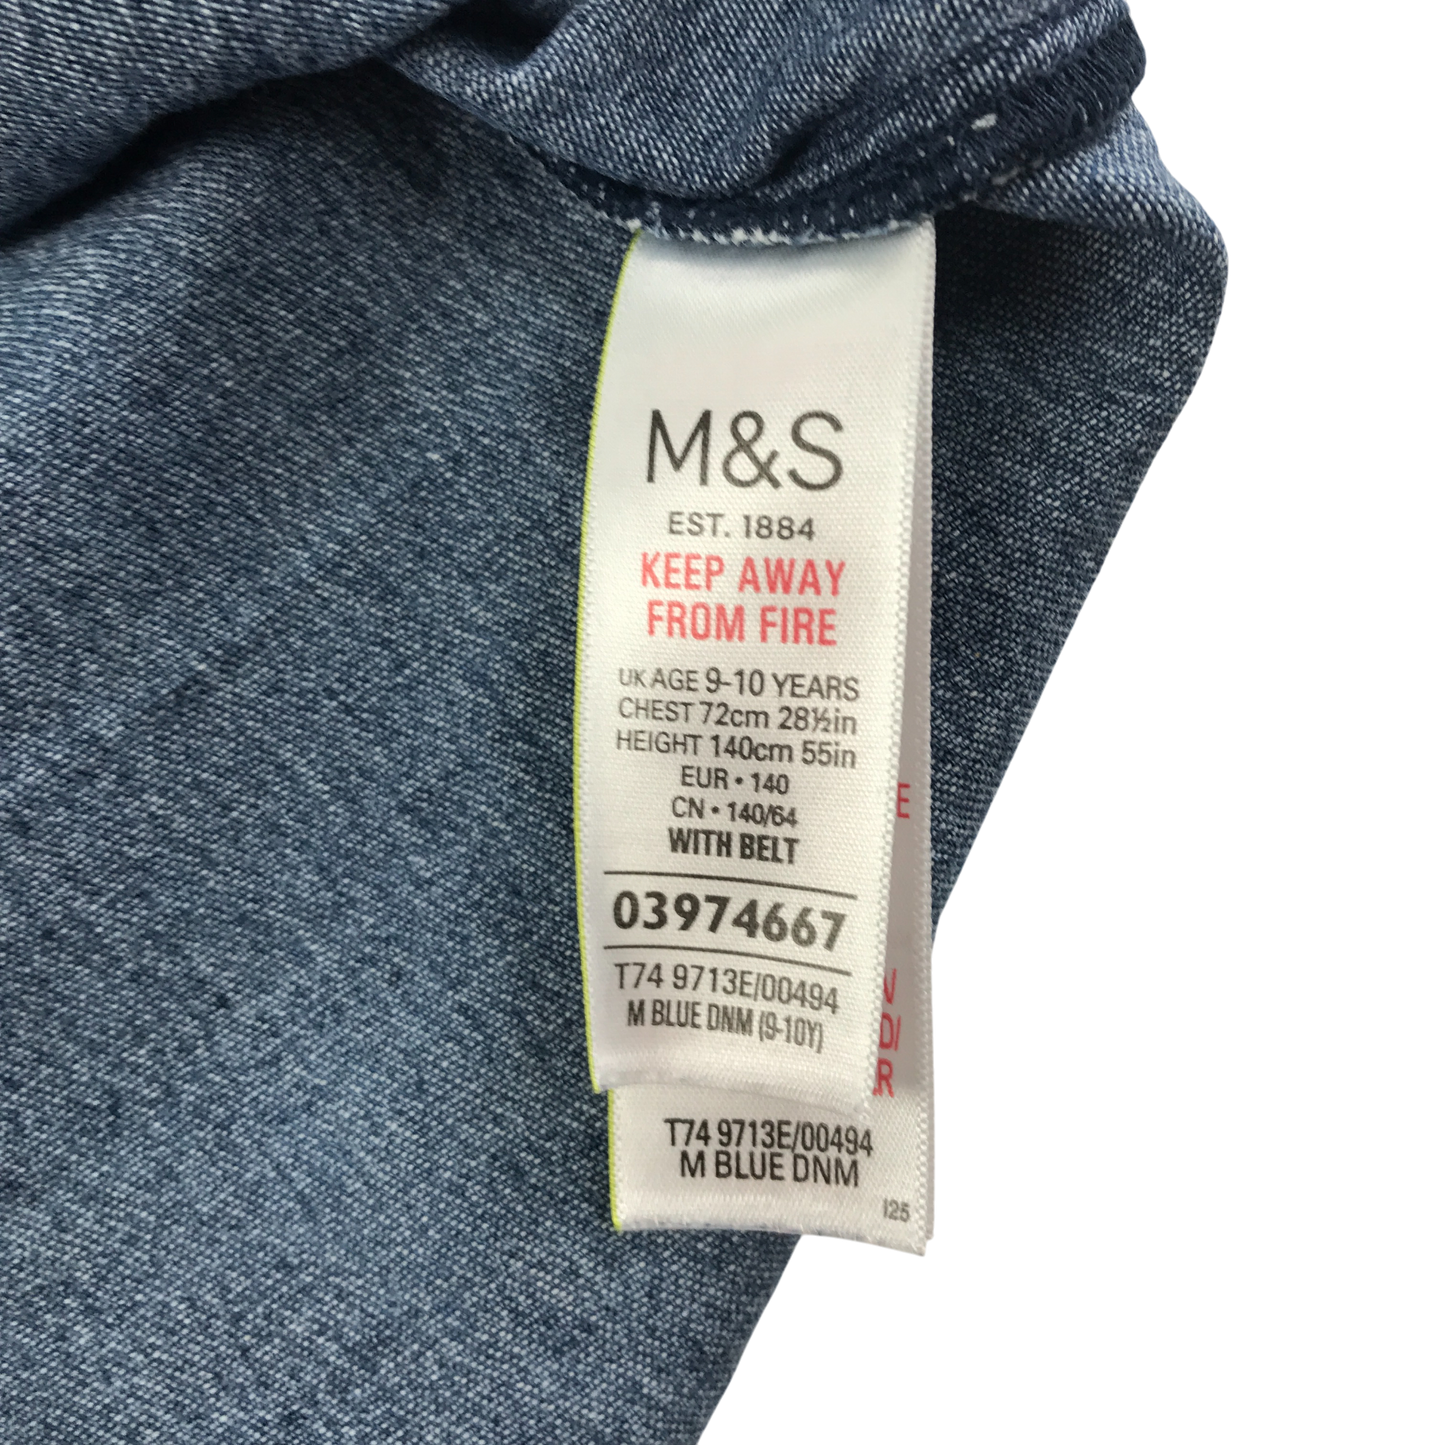 M&S
EST. 1884
KEEP AWAY
FROM FIRE
UK AGE 9-10 YEARS
CHEST 72cm 28½in
HEIGHT 140cm 55in
EUR • 140
CN • 140/64
WITH BELT
03974667
T74 9713E/00494
M BLUE DNM (9-10Y)
E
N
D/
R
T74 9713E/00494
M BLUE DNM
I25